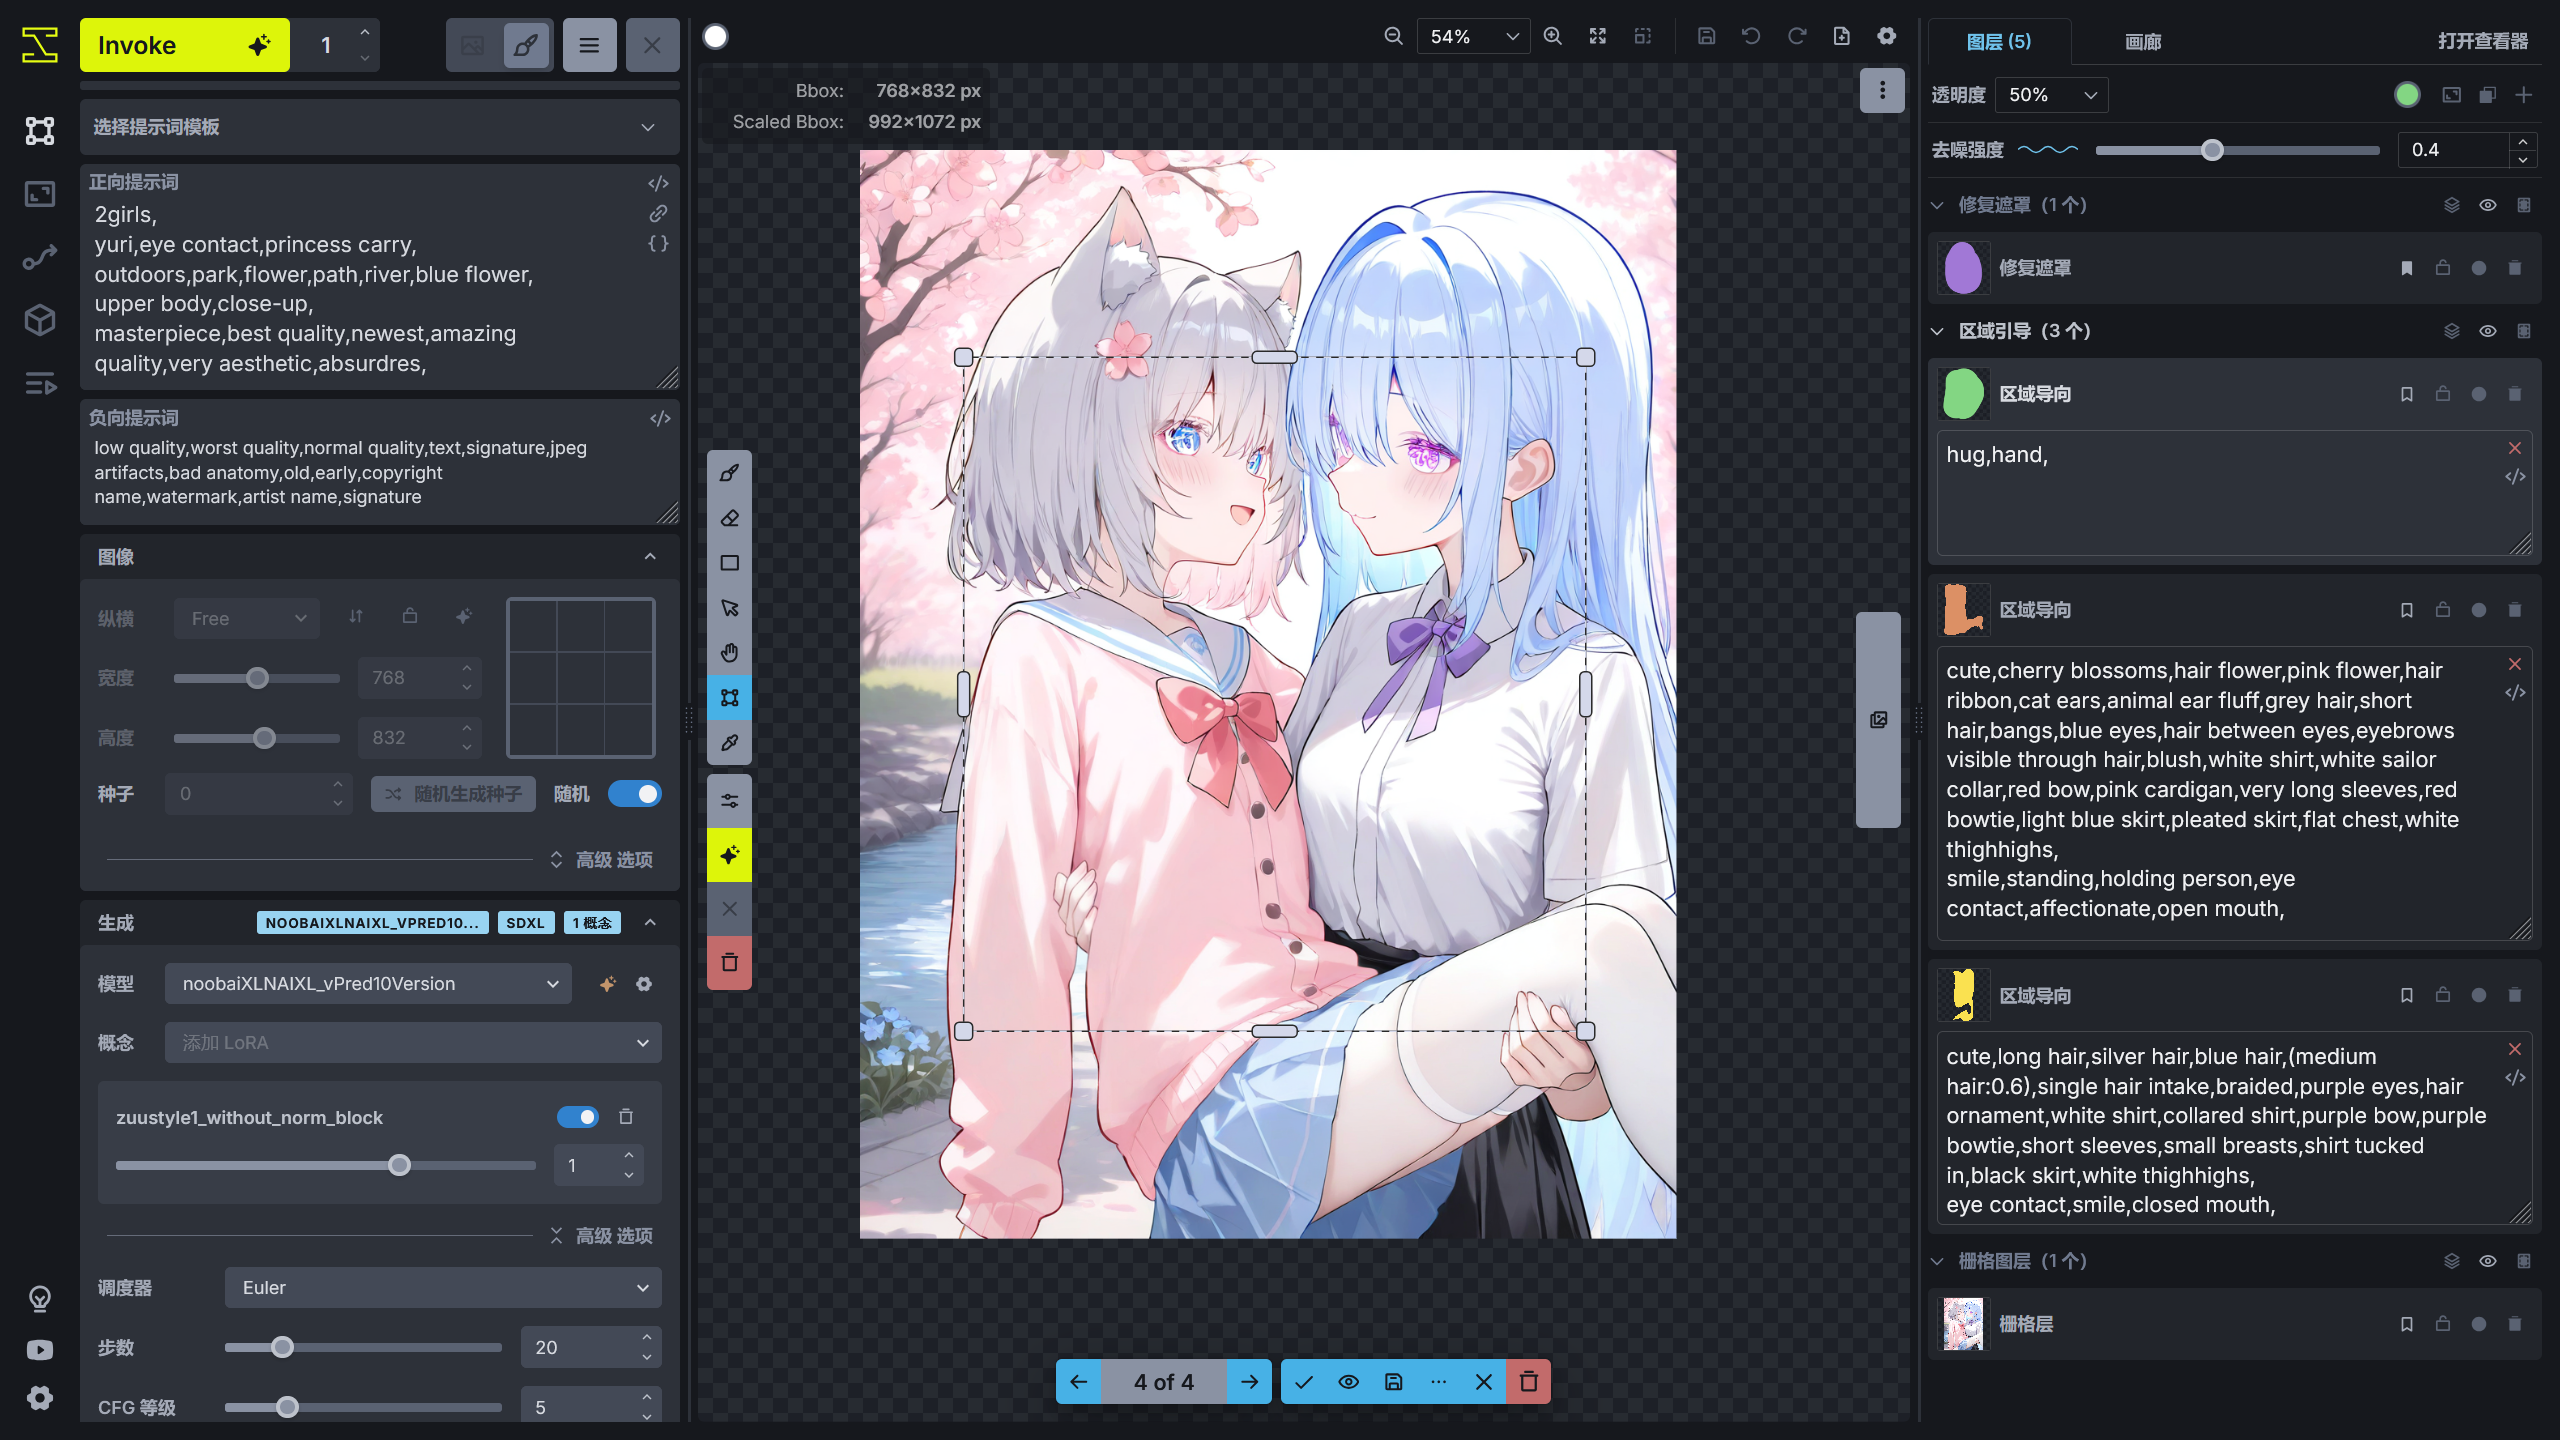 Invoke
1
选择提示词模板
正向提示词
2girls,
yuri,eye contact,princess carry,
outdoors,park,flower,path,river,blue flower,
upper body,close-up,
masterpiece,best quality,newest,amazing
quality,very aesthetic,absurdres,
负向提示词
low quality,worst quality,normal quality,text,signature,jpeg
artifacts,bad anatomy,old,early,copyright
name,watermark,artist name,signature
图像
纵横
Free
宽度
768
高度
832
种子
0
随机生成种子
随机
高级 选项
生成
NOOBAIXLNAIXL_VPRED10...
SDXL
1 概念
模型
noobaiXLNAIXL_vPred10Version
概念
添加 LoRA
zuustyle1_without_norm_block
1
高级 选项
调度器
Euler
步数
20
CFG 等级
5
54%
Bbox: 768×832 px
Scaled Bbox: 992×1072 px
4 of 4
图层 (5)
画廊
打开查看器
透明度
50%
去噪强度
0.4
修复遮罩 (1 个)
修复遮罩
区域引导 (3 个)
区域导向
hug,hand,
区域导向
cute,cherry blossoms,hair flower,pink flower,hair
ribbon,cat ears,animal ear fluff,grey hair,short
hair,bangs,blue eyes,hair between eyes,eyebrows
visible through hair,blush,white shirt,white sailor
collar,red bow,pink cardigan,very long sleeves,red
bowtie,light blue skirt,pleated skirt,flat chest,white
thighhighs,
smile,standing,holding person,eye
contact,affectionate,open mouth,
区域导向
cute,long hair,silver hair,blue hair,(medium
hair:0.6),single hair intake,braided,purple eyes,hair
ornament,white shirt,collared shirt,purple bow,purple
bowtie,short sleeves,small breasts,shirt tucked
in,black skirt,white thighhighs,
eye contact,smile,closed mouth,
栅格图层 (1 个)
栅格层